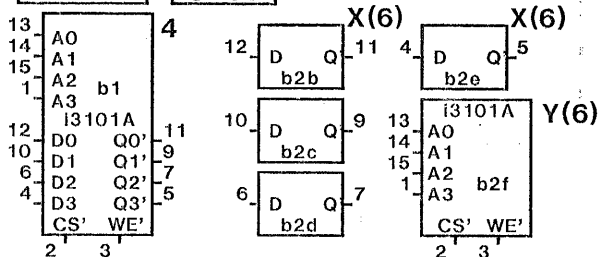 4
13 A0
14 A1
15 A2
1 A3
b1
i3101A
12 D0 Q0' 11
10 D1 Q1' 9
6 D2 Q2' 7
4 D3 Q3' 5
CS' WE'
2 3
X(6)
12 D Q 11
b2b
10 D Q 9
b2c
6 D Q 7
b2d
X(6)
4 D Q 5
b2e
i3101A Y(6)
13 A0
14 A1
15 A2
1 A3
b2f
CS' WE'
2 3